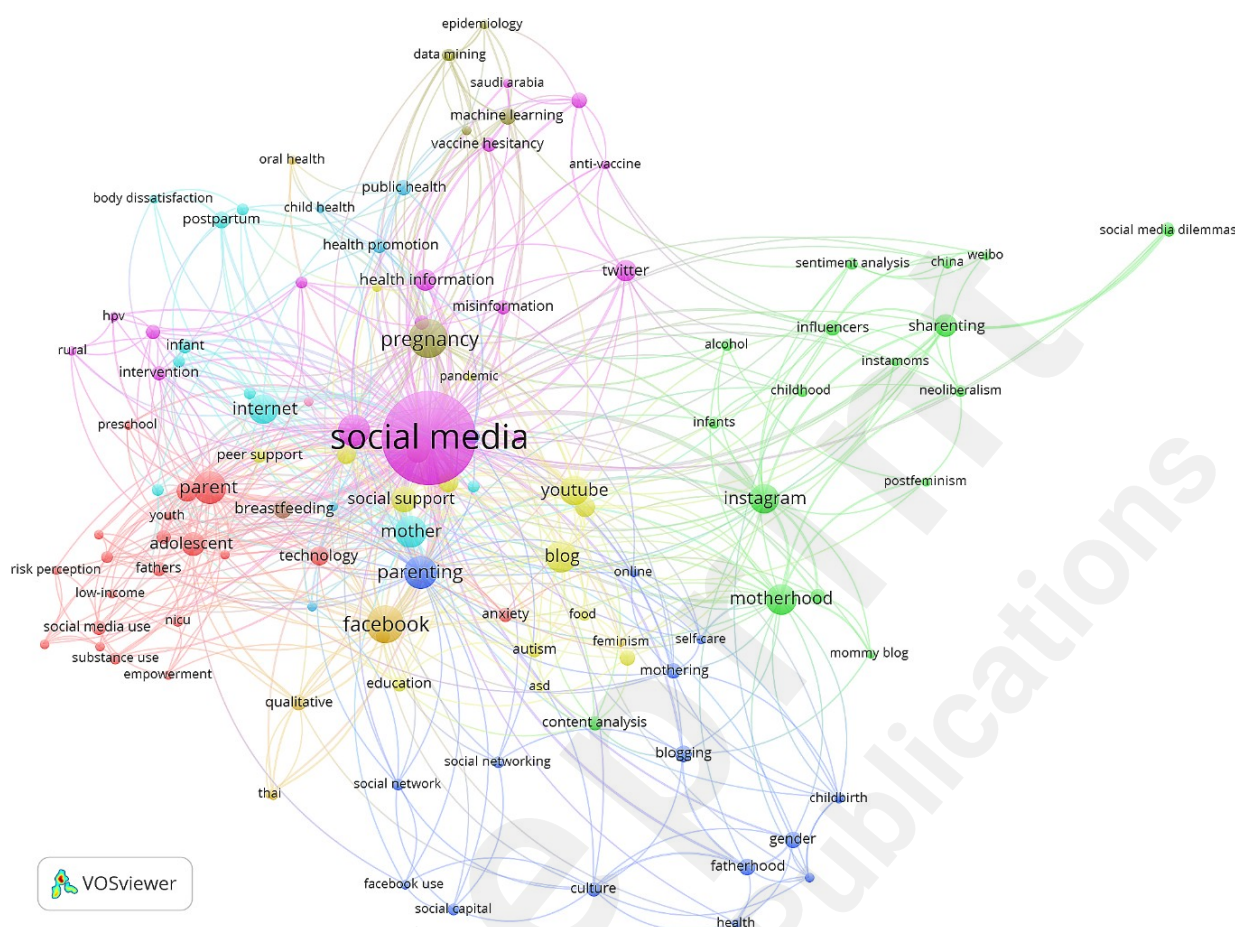 epidemiology
data mining
saudi arabia
machine learning
vaccine hesitancy
anti-vaccine
oral health
public health
body dissatisfaction
child health
postpartum
social media dilemmas
health promotion
weibo
sentiment analysis
china
twitter
health information
misinformation
hpv
influencers
sharenting
pregnancy
infant
alcohol
rural
instamoms
intervention
pandemic
childhood
neoliberalism
internet
preschool
infants
social media
peer support
postfeminism
parent
youtube
social support
instagram
breastfeeding
youth
mother
adolescent
technology
blog
risk perception
fathers
parenting
online
low-income
motherhood
nicu
anxiety
food
social media use
facebook
feminism
self care
autism
mommy blog
substance use
mothering
empowerment
education
asd
qualitative
content analysis
blogging
social networking
social network
thai
childbirth
gender
fatherhood
facebook use
culture
social capital
health
VOSviewer
eprint
ublications